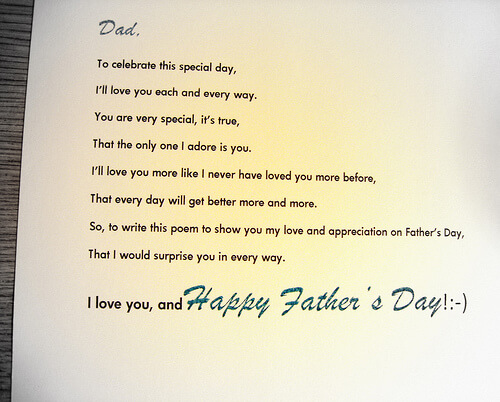 Dad,
To celebrate this special day,
I'll love you each and every way.
You are very special, it's true,
That the only one I adore is you.
I'll love you more like I never have loved you more before,
That every day will get better more and more.
So, to write this poem to show you my love and appreciation on Father's Day,
That I would surprise you in every way.
I love you, and Happy Father's Day!:-)